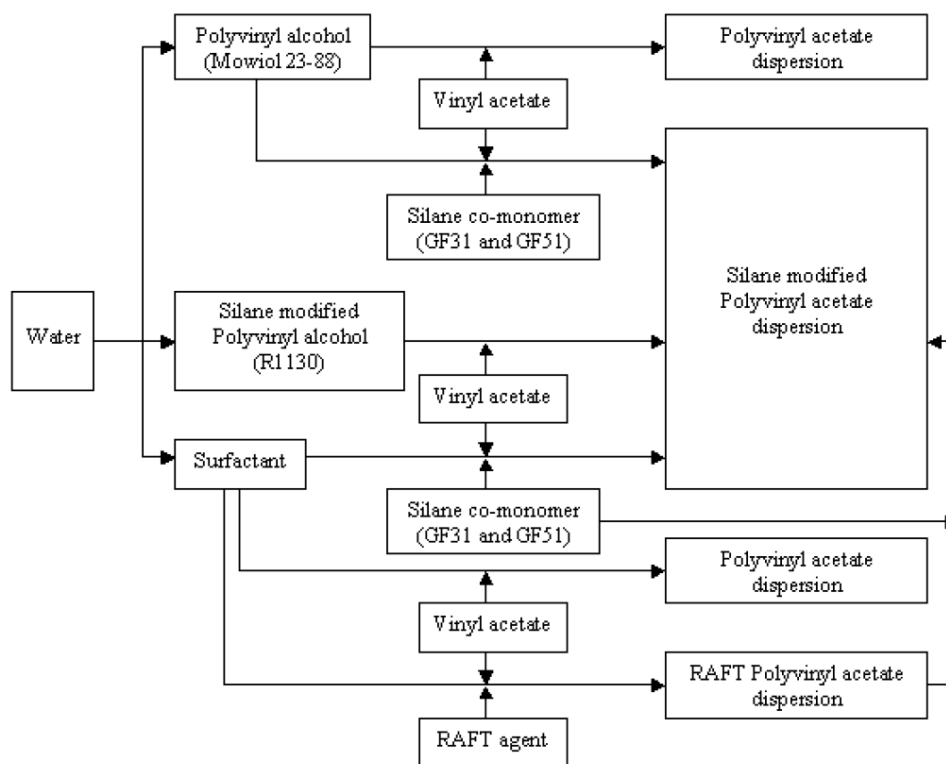 Polyvinyl alcohol
(Mowiol 23-88)
Polyvinyl acetate
dispersion
Vinyl acetate
Silane co-monomer
(GF31 and GF51)
Silane modified
Polyvinyl acetate
dispersion
Water
Silane modified
Polyvinyl alcohol
(R1130)
Vinyl acetate
Surfactant
Silane co-monomer
(GF31 and GF51)
Polyvinyl acetate
dispersion
Vinyl acetate
RAFT Polyvinyl acetate
dispersion
RAFT agent